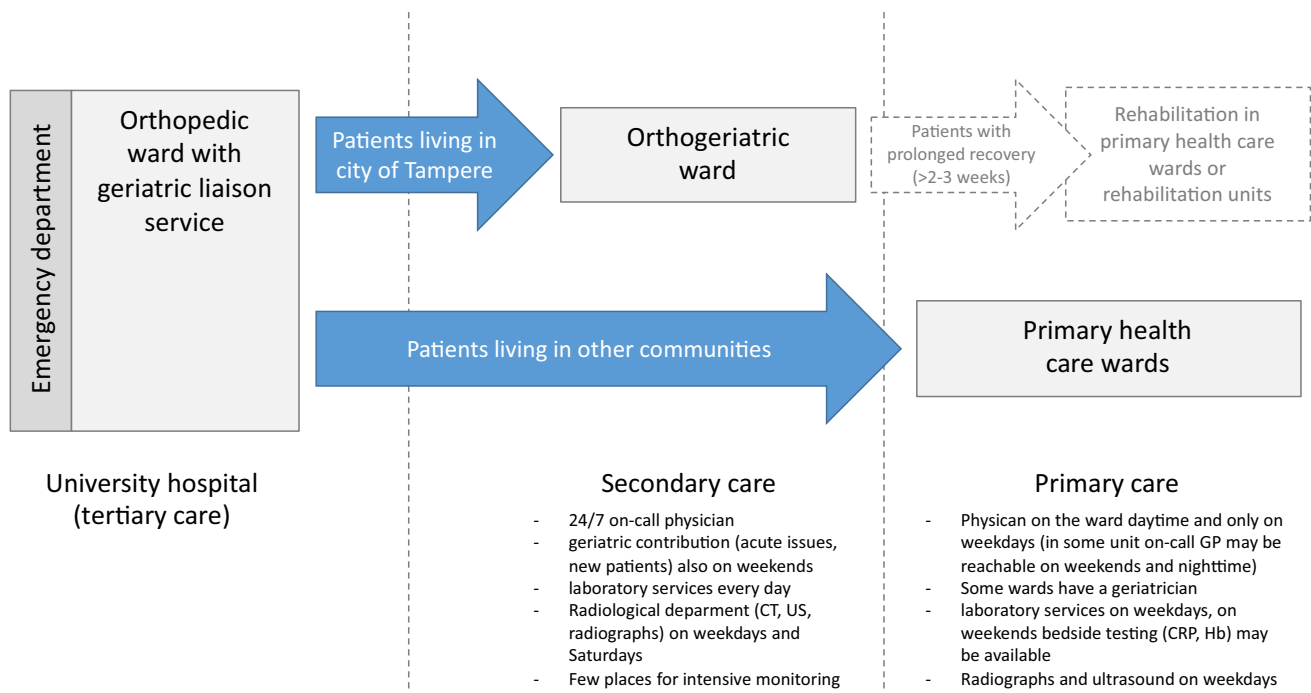 Emergency department
Orthopedic
ward with
geriatric liaison
service
Patients living in
city of Tampere
Orthogeriatric
ward
Patients with
prolonged recovery
(>2-3 weeks)
Rehabilitation in
primary health care
wards or
rehabilitation units
Patients living in other communities
Primary health
care wards
University hospital
(tertiary care)
Secondary care
- 24/7 on-call physician
- geriatric contribution (acute issues,
new patients) also on weekends
- laboratory services every day
- Radiological deparment (CT, US,
radiographs) on weekdays and
Saturdays
- Few places for intensive monitoring
Primary care
- Physican on the ward daytime and only on
weekdays (in some unit on-call GP may be
reachable on weekends and nighttime)
- Some wards have a geriatrician
- laboratory services on weekdays, on
weekends bedside testing (CRP, Hb) may
be available
- Radiographs and ultrasound on weekdays